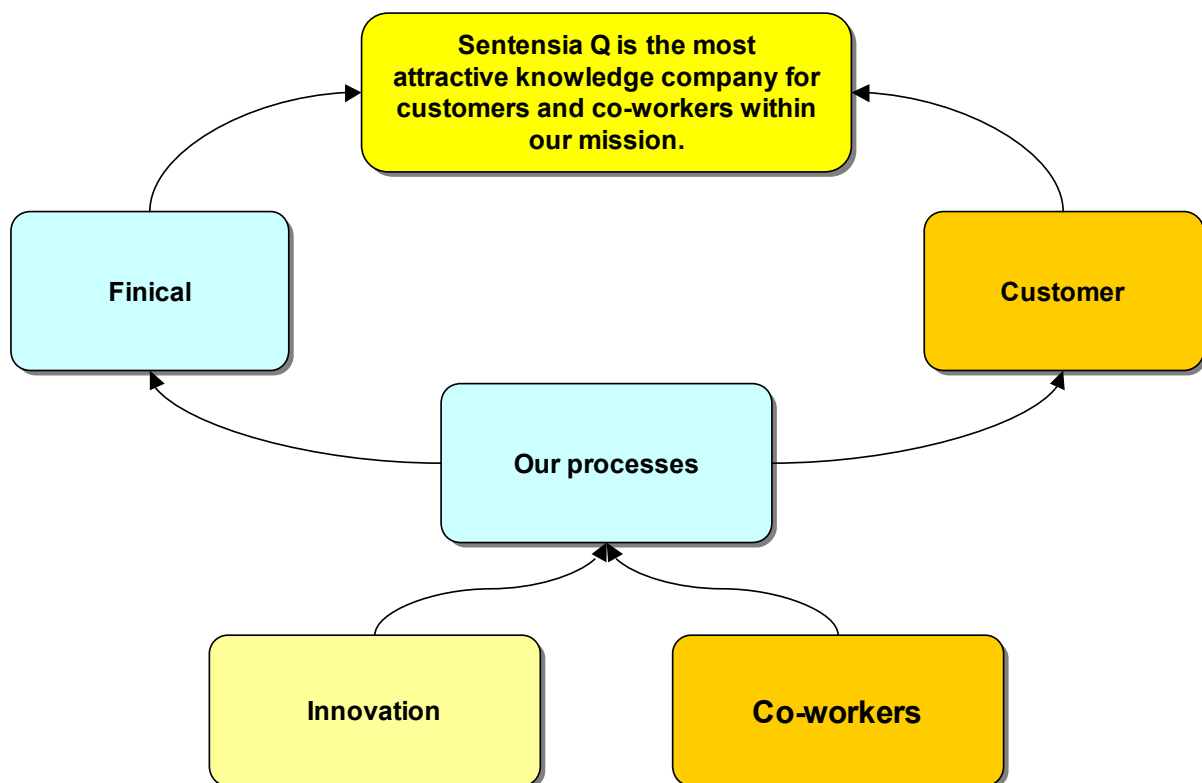 Sentensia Q is the most
attractive knowledge company for
customers and co-workers within
our mission.
Finical
Customer
Our processes
Innovation
Co-workers